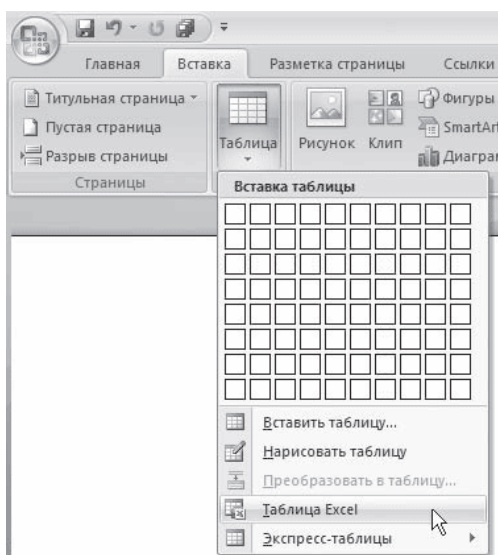 Главная Вставка Разметка страницы Ссылки
Титульная страница
Пустая страница
Разрыв страницы
Страницы
Таблица
Рисунок
Клип
Фигуры
SmartArt
Диагра
Вставка таблицы
Вставить таблицу...
Нарисовать таблицу
Преобразовать в таблицу...
Таблица Excel
Экспресс-таблицы